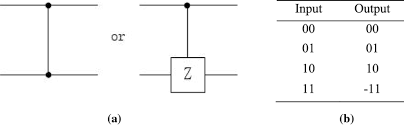 or
Z
(a)
Input Output
00 00
01 01
10 10
11 -11
(b)